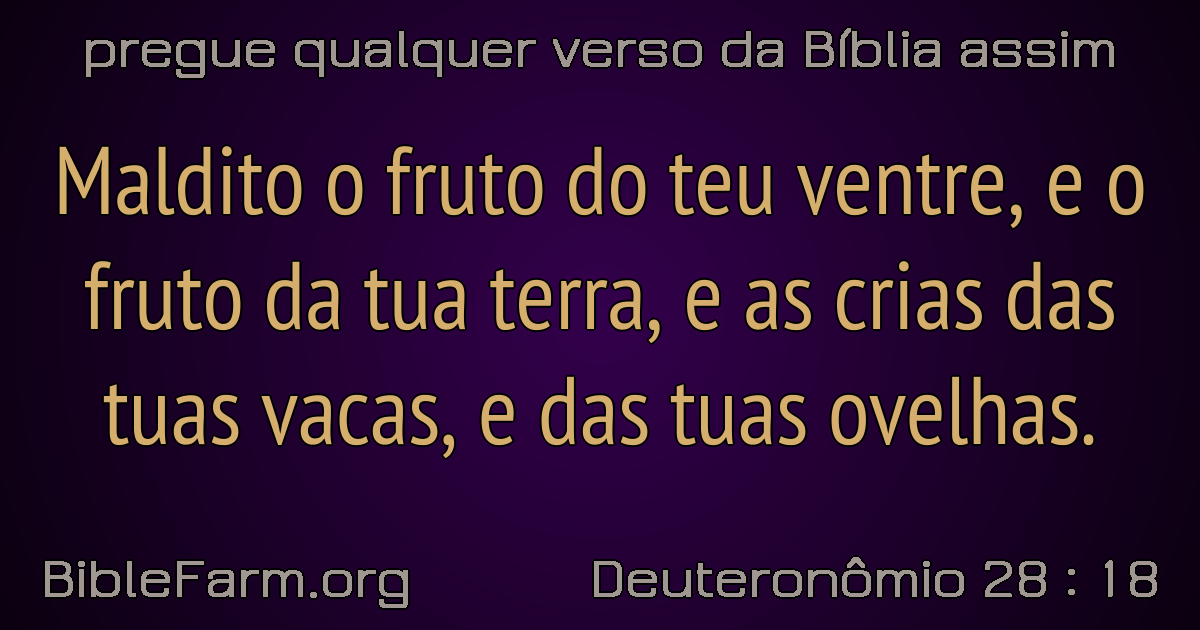 pregue qualquer verso da Bíblia assim
Maldito o fruto do teu ventre, e o
fruto da tua terra, e as crias das
tuas vacas, e das tuas ovelhas.
BibleFarm.org
Deuteronômio 28 : 18